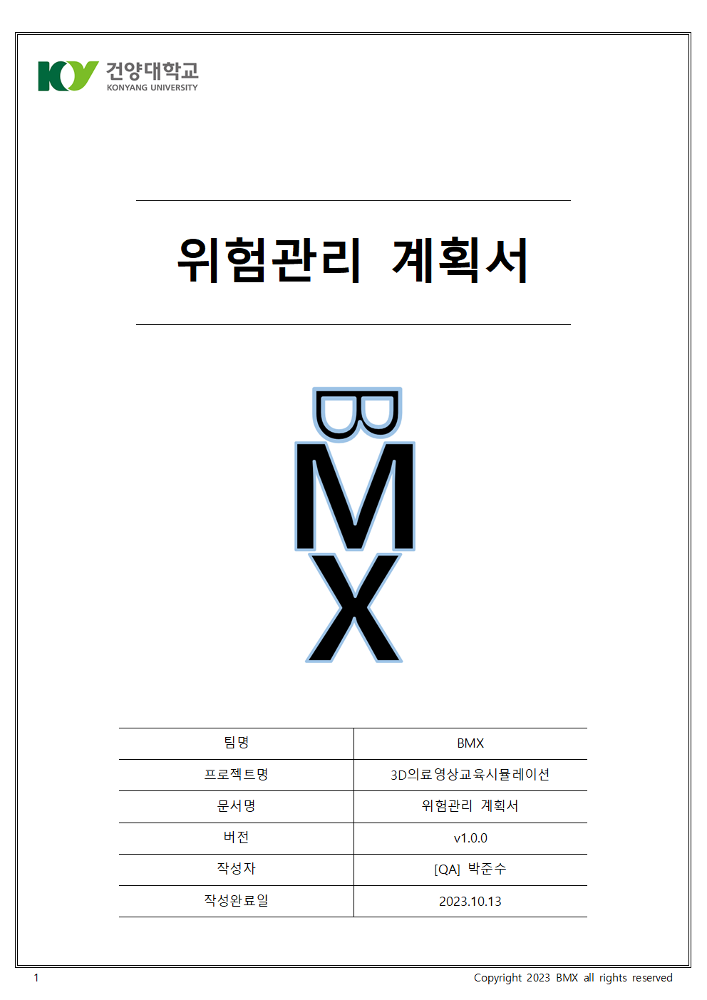 KY 건양대학교
KONYANG UNIVERSITY
위험관리 계획서
B
M
X
팀명 BMX
프로젝트명 3D의료영상교육시뮬레이션
문서명 위험관리 계획서
버전 v1.0.0
작성자 [QA] 박준수
작성완료일 2023.10.13
1 Copyright 2023 BMX all rights reserved